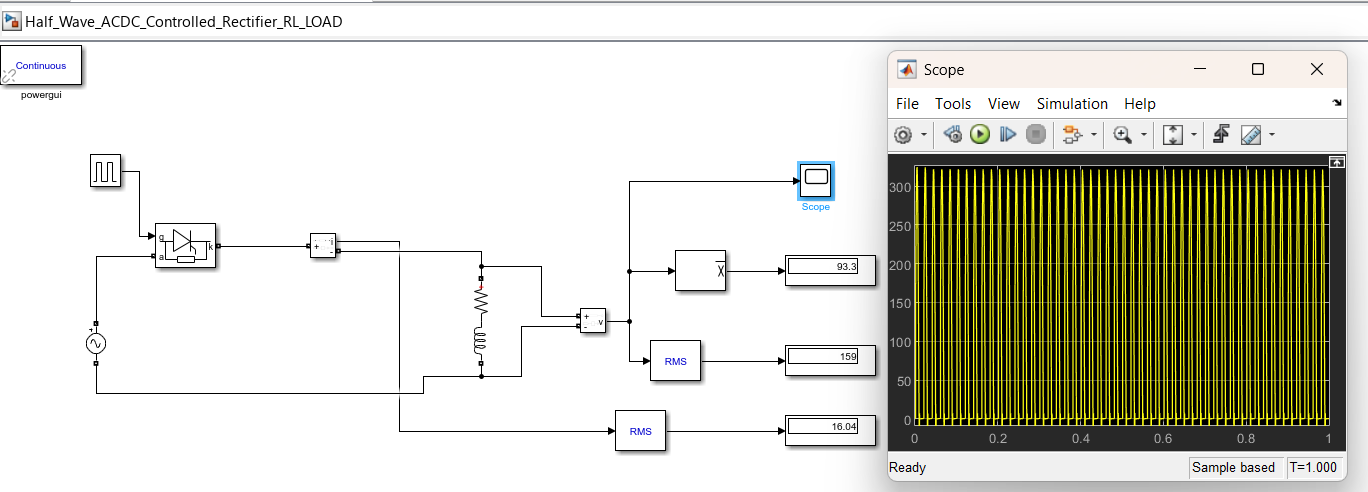 Half_Wave_ACDC_Controlled_Rectifier_RL_LOAD
Continuous
powergui
g
a
k
+
i
-
+
+
-
v
Scope
X
93.3
RMS
159
RMS
16.04
Scope
File Tools View Simulation Help
300
250
200
150
100
50
0
0 0.2 0.4 0.6 0.8 1
Ready Sample based T=1.000